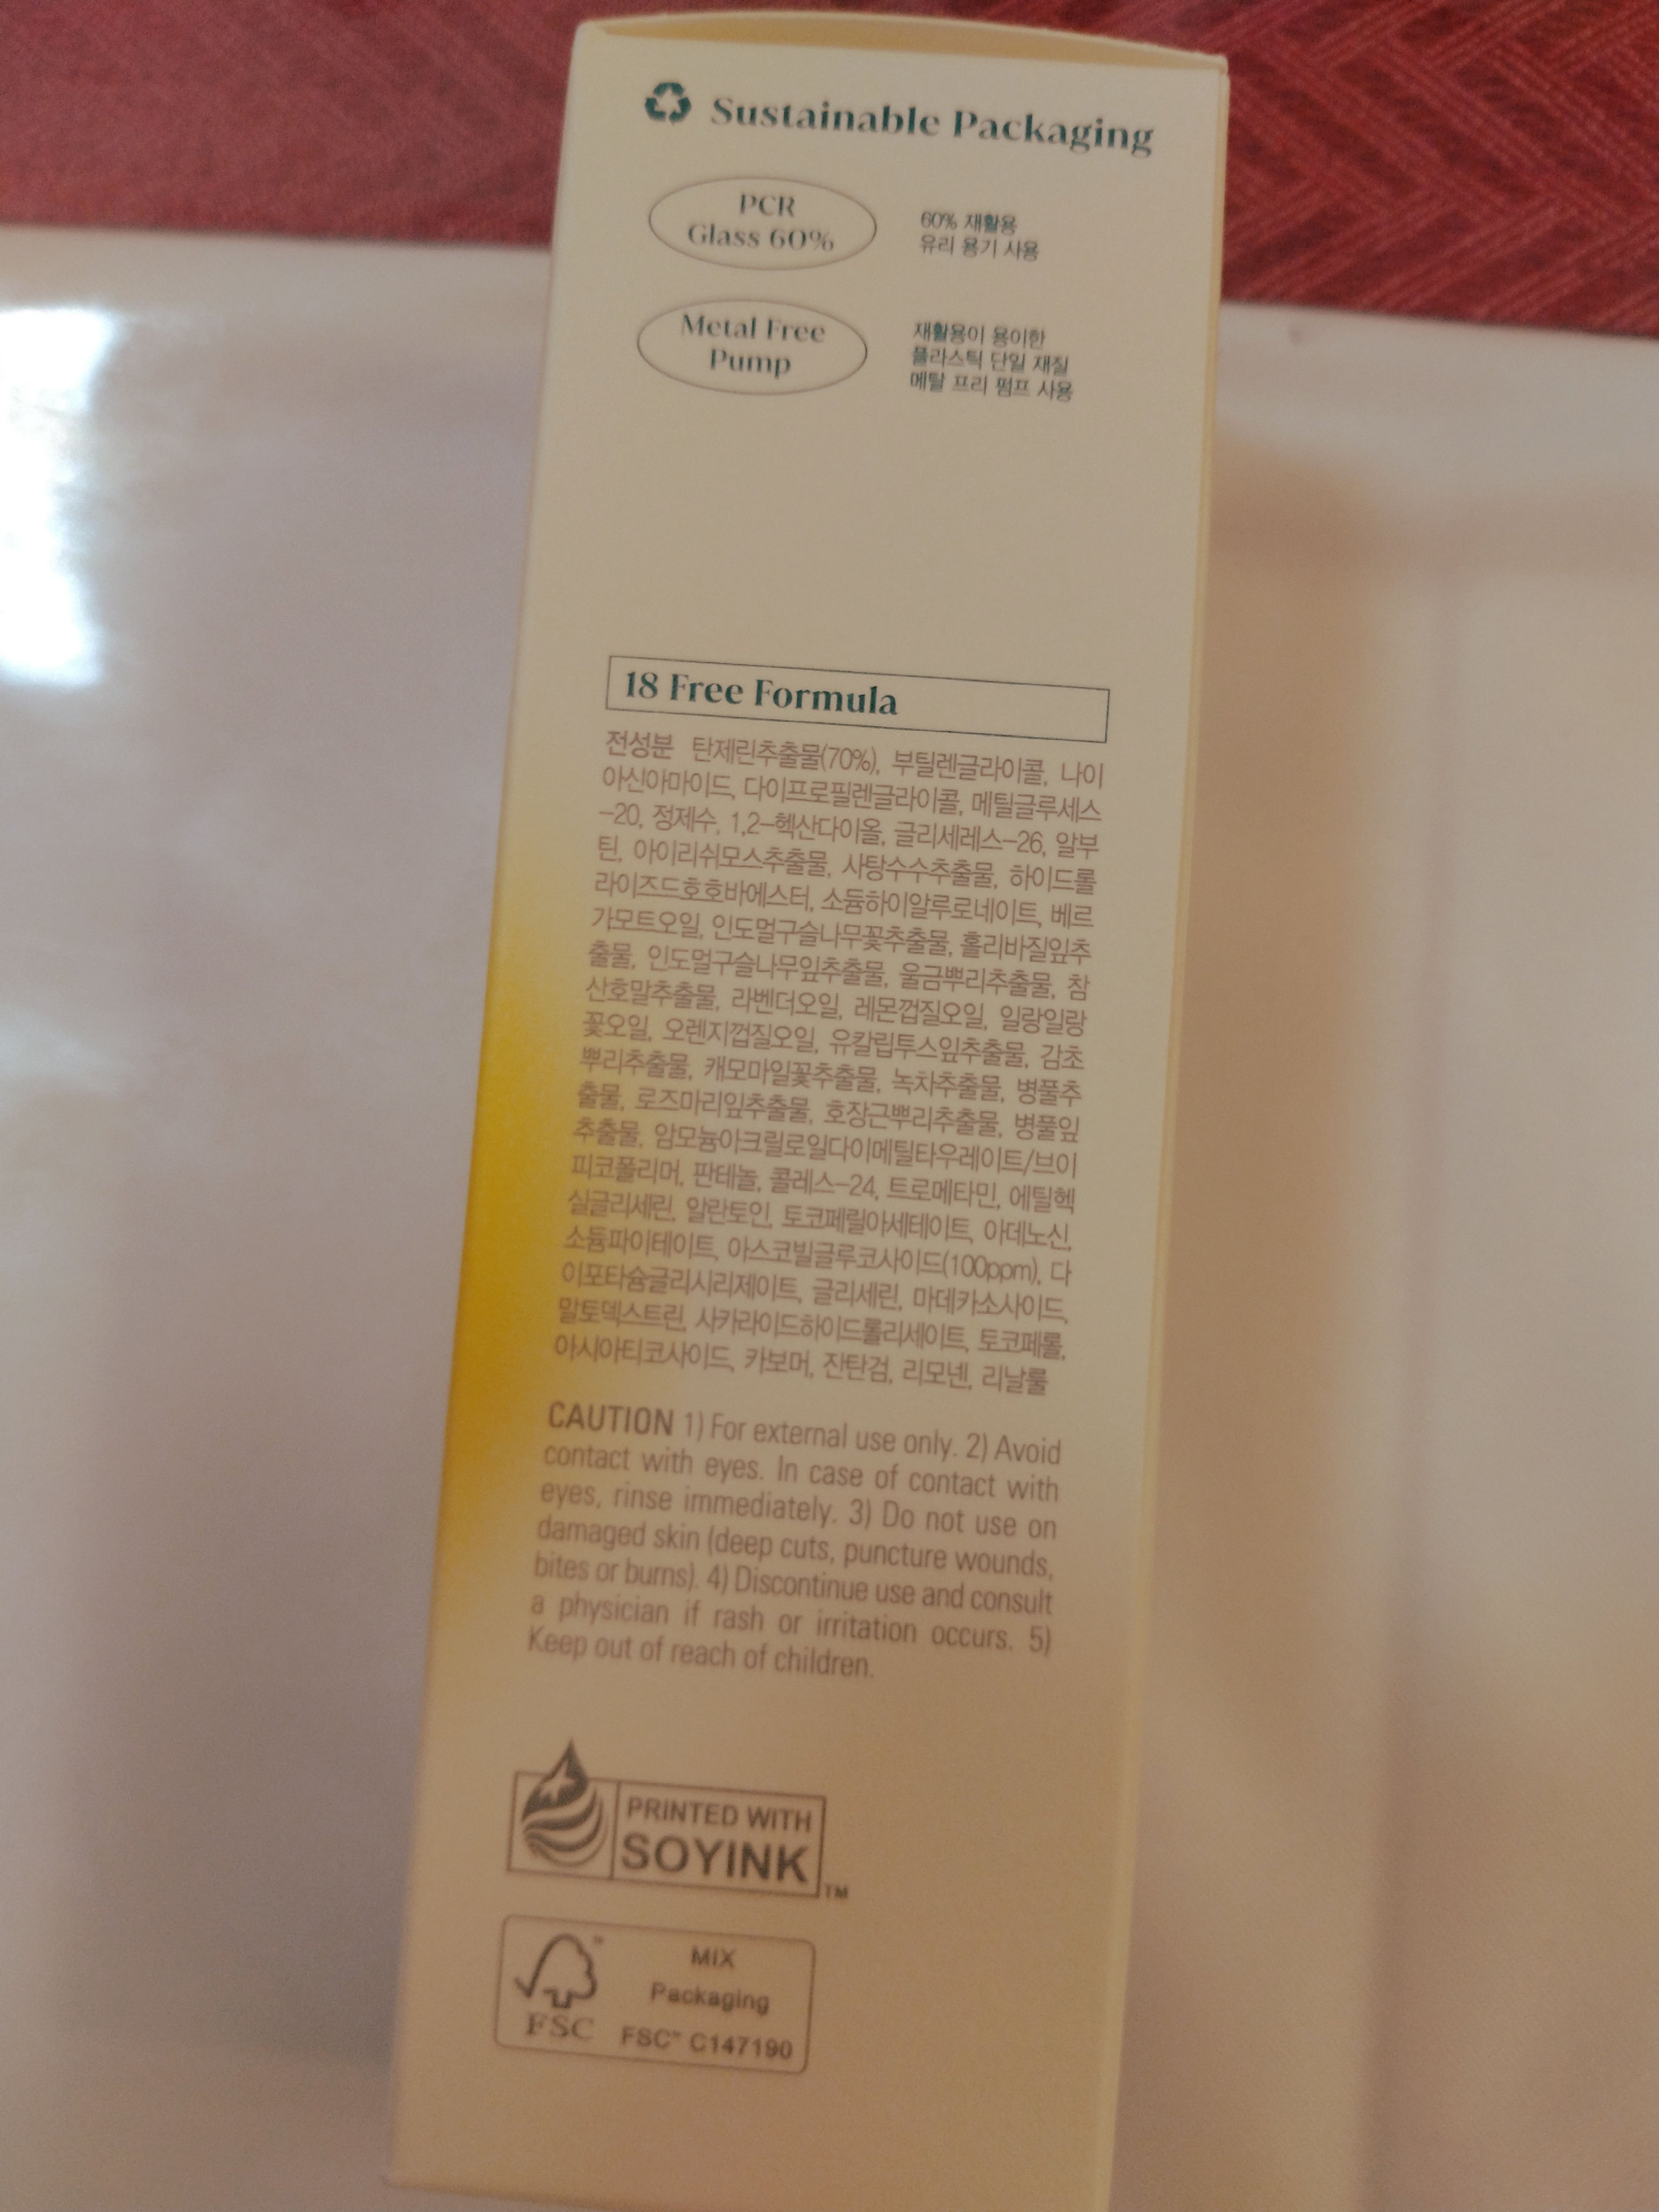 Sustainable Packaging
PCR
Glass 60%
60% 재활용
유리 용기 사용
Metal Free
Pump
재활용이 용이한
플라스틱 단일 재질
메탈 프리 펌프 사용
18 Free Formula
전성분 탄제린추출물(70%), 부틸렌글라이콜, 나이
아신아마이드, 다이프로필렌글라이콜, 메틸글루세스
-20, 정제수, 1,2-헥산다이올, 글리세레스-26, 알부
틴, 아이리쉬모스추출물, 사탕수수추출물, 하이드롤
라이즈드호호바에스터, 소듐하이알루로네이트, 베르
가모트오일, 인도멀구슬나무꽃추출물, 홀리바질잎추
출물, 인도멀구슬나무잎추출물, 울금뿌리추출물, 참
산호말추출물, 라벤더오일, 레몬껍질오일, 일랑일랑
꽃오일, 오렌지껍질오일, 유칼립투스잎추출물, 감초
뿌리추출물, 캐모마일꽃추출물, 녹차추출물, 병풀추
출물, 로즈마리잎추출물, 호장근뿌리추출물, 병풀잎
추출물, 암모늄아크릴로일다이메틸타우레이트/브이
피코폴리머, 판테놀, 콜레스-24, 트로메타민, 에틸헥
실글리세린, 알란토인, 토코페릴아세테이트, 아데노신,
소듐파이테이트, 아스코빌글루코사이드(100ppm), 다
이포타슘글리시리제이트, 글리세린, 마데카소사이드,
말토덱스트린, 사카라이드하이드롤리세이트, 토코페롤,
아시아티코사이드, 카보머, 잔탄검, 리모넨, 리날룰
CAUTION 1) For external use only. 2) Avoid
contact with eyes. In case of contact with
eyes, rinse immediately. 3) Do not use on
damaged skin (deep cuts, puncture wounds,
bites or burns). 4) Discontinue use and consult
a physician if rash or irritation occurs. 5)
Keep out of reach of children.
PRINTED WITH
SOYINK
TM
FSC
MIX
Packaging
FSC™ C147190